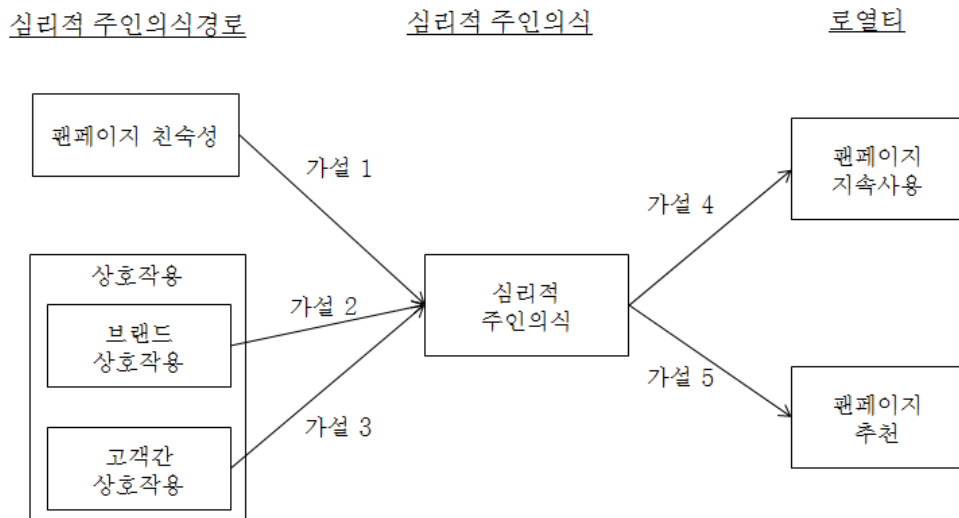 심리적 주인의식경로
심리적 주인의식
로열티
팬페이지 친숙성
가설 1
상호작용
브랜드
상호작용
가설 2
고객간
상호작용
가설 3
심리적
주인의식
가설 4
가설 5
팬페이지
지속사용
팬페이지
추천